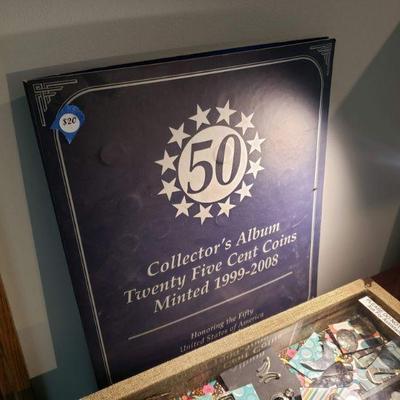 $20
50
Collector's Album
Twenty Five Cent Coins
Minted 1999-2008
Honoring the Fifty
United States of America